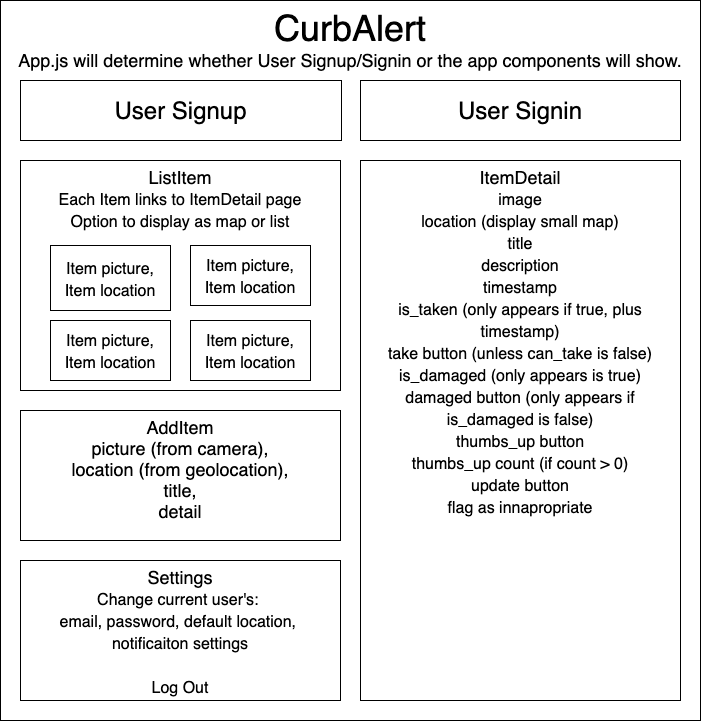 CurbAlert
App.js will determine whether User Signup/Signin or the app components will show.
User Signup
User Signin
ListItem
Each Item links to ItemDetail page
Option to display as map or list
Item picture,
Item location
Item picture,
Item location
Item picture,
Item location
Item picture,
Item location
AddItem
picture (from camera),
location (from geolocation),
title,
detail
Settings
Change current user's:
email, password, default location,
notificaiton settings
Log Out
ItemDetail
image
location (display small map)
title
description
timestamp
is_taken (only appears if true, plus
timestamp)
take button (unless can_take is false)
is_damaged (only appears is true)
damaged button (only appears if
is_damaged is false)
thumbs_up button
thumbs_up count (if count > 0)
update button
flag as innapropriate